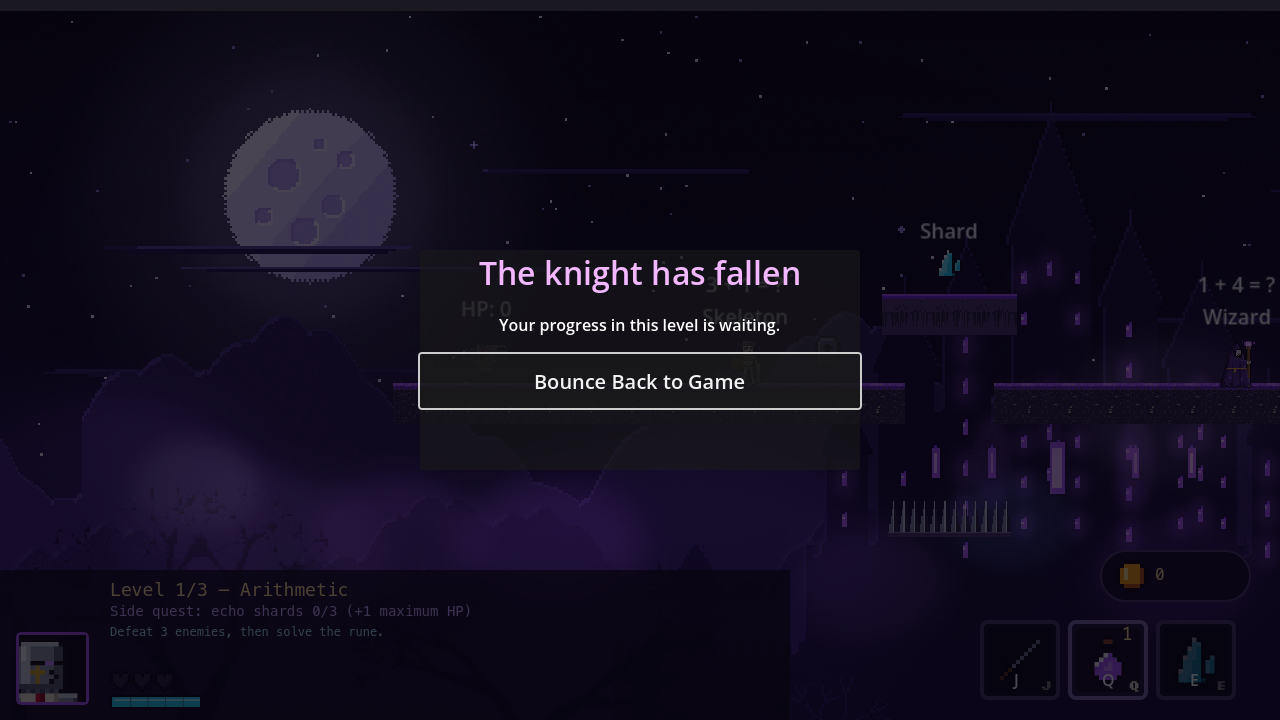 Shard
1 + 4 = ?
Wizard
HP: 0
Skeleton
The knight has fallen
Your progress in this level is waiting.
Bounce Back to Game
Level 1/3 — Arithmetic
Side quest: echo shards 0/3 (+1 maximum HP)
Defeat 3 enemies, then solve the rune.
0
1
J J
Q Q
E E